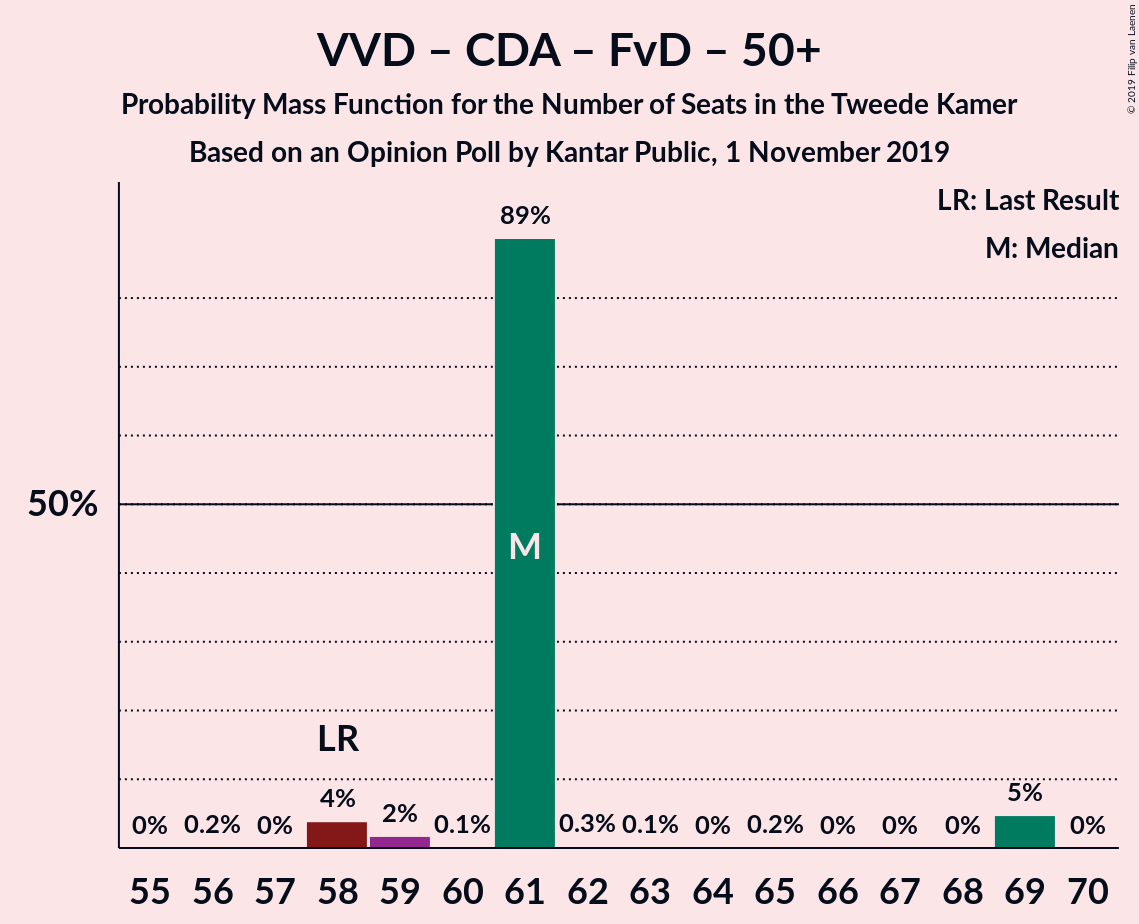 VVD – CDA – FvD – 50+
Probability Mass Function for the Number of Seats in the Tweede Kamer
Based on an Opinion Poll by Kantar Public, 1 November 2019
© 2019 Filip van Laenen
LR: Last Result
M: Median
50%
89%
M
LR
0% 0.2% 0% 4% 2% 0.1% 0.3% 0.1% 0% 0.2% 0% 0% 0% 5% 0%
55 56 57 58 59 60 61 62 63 64 65 66 67 68 69 70